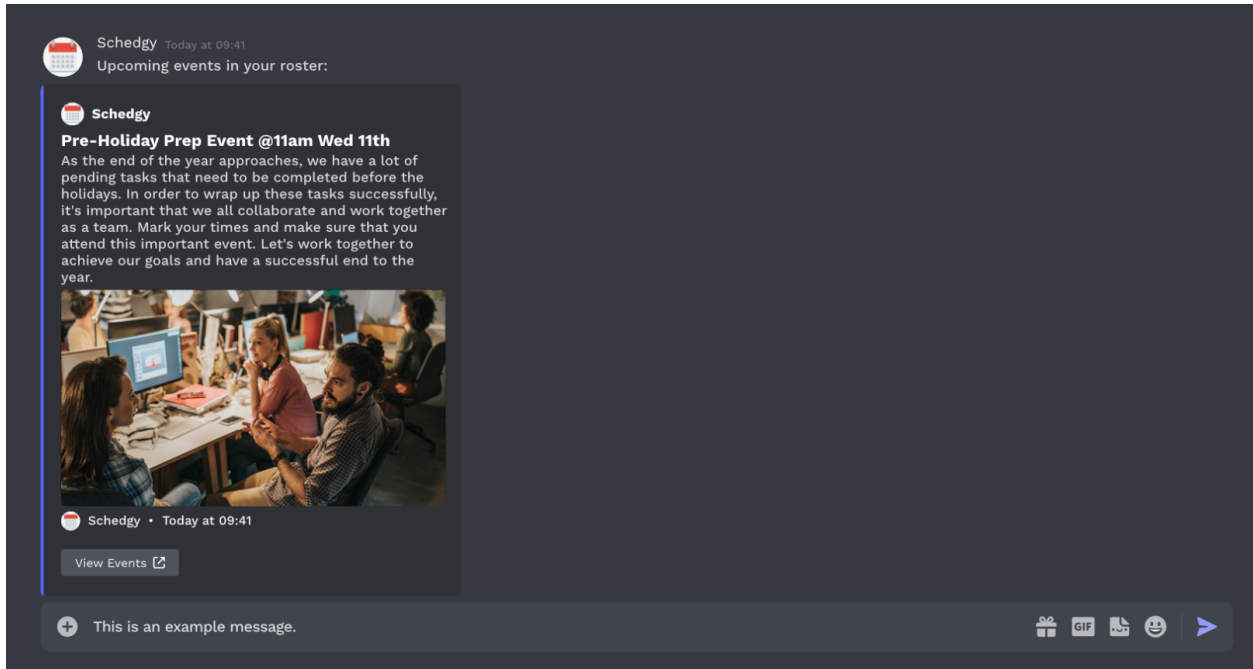 Schedgy Today at 09:41
Upcoming events in your roster:
Schedgy
Pre-Holiday Prep Event @11am Wed 11th
As the end of the year approaches, we have a lot of
pending tasks that need to be completed before the
holidays. In order to wrap up these tasks successfully,
it's important that we all collaborate and work together
as a team. Mark your times and make sure that you
attend this important event. Let's work together to
achieve our goals and have a successful end to the
year.
Schedgy • Today at 09:41
View Events
This is an example message.
GIF